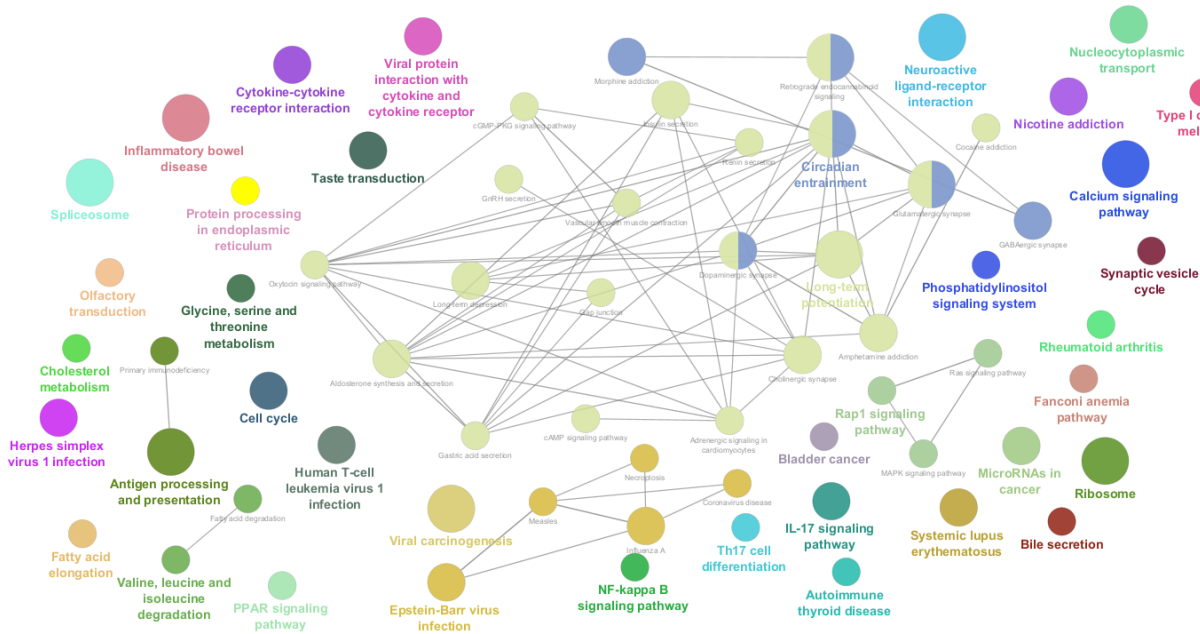 Nucleocytoplasmic
transport
Viral protein
interaction with
cytokine and
cytokine receptor
Neuroactive
ligand-receptor
interaction
Cytokine-cytokine
receptor interaction
Morphine addiction
Retrograde endocannabinoid
signaling
Nicotine addiction
Type I
Inflammatory bowel
disease
cGMP-PKG signaling pathway
Insulin secretion
Renin secretion
Cocaine addiction
Taste transduction
Circadian
entrainment
Calcium signaling
pathway
Spliceosome
Protein processing
in endoplasmic
reticulum
GnRH secretion
Vascular smooth muscle contraction
Glutamatergic synapse
GABAergic synapse
Oxytocin signaling pathway
Long-term depression
Gap junction
Dopaminergic synapse
Long-term
potentiation
Phosphatidylinositol
signaling system
Synaptic vesicle
cycle
Olfactory
transduction
Glycine, serine and
threonine
metabolism
Cholesterol
metabolism
Primary immunodeficiency
Aldosterone synthesis and secretion
Cholinergic synapse
Amphetamine addiction
Ras signaling pathway
Rheumatoid arthritis
Herpes simplex
virus 1 infection
Cell cycle
Rap1 signaling
pathway
Fanconi anemia
pathway
Gastric acid secretion
cAMP signaling pathway
Adrenergic signaling in
cardiomyocytes
Bladder cancer
MAPK signaling pathway
MicroRNAs in
cancer
Ribosome
Antigen processing
and presentation
Human T-cell
leukemia virus 1
infection
Necroptosis
Coronavirus disease
Fatty acid degradation
Viral carcinogenesis
Measles
Influenza A
IL-17 signaling
pathway
Systemic lupus
erythematosus
Bile secretion
Fatty acid
elongation
Valine, leucine and
isoleucine
degradation
PPAR signaling
pathway
Epstein-Barr virus
infection
NF-kappa B
signaling pathway
Th17 cell
differentiation
Autoimmune
thyroid disease